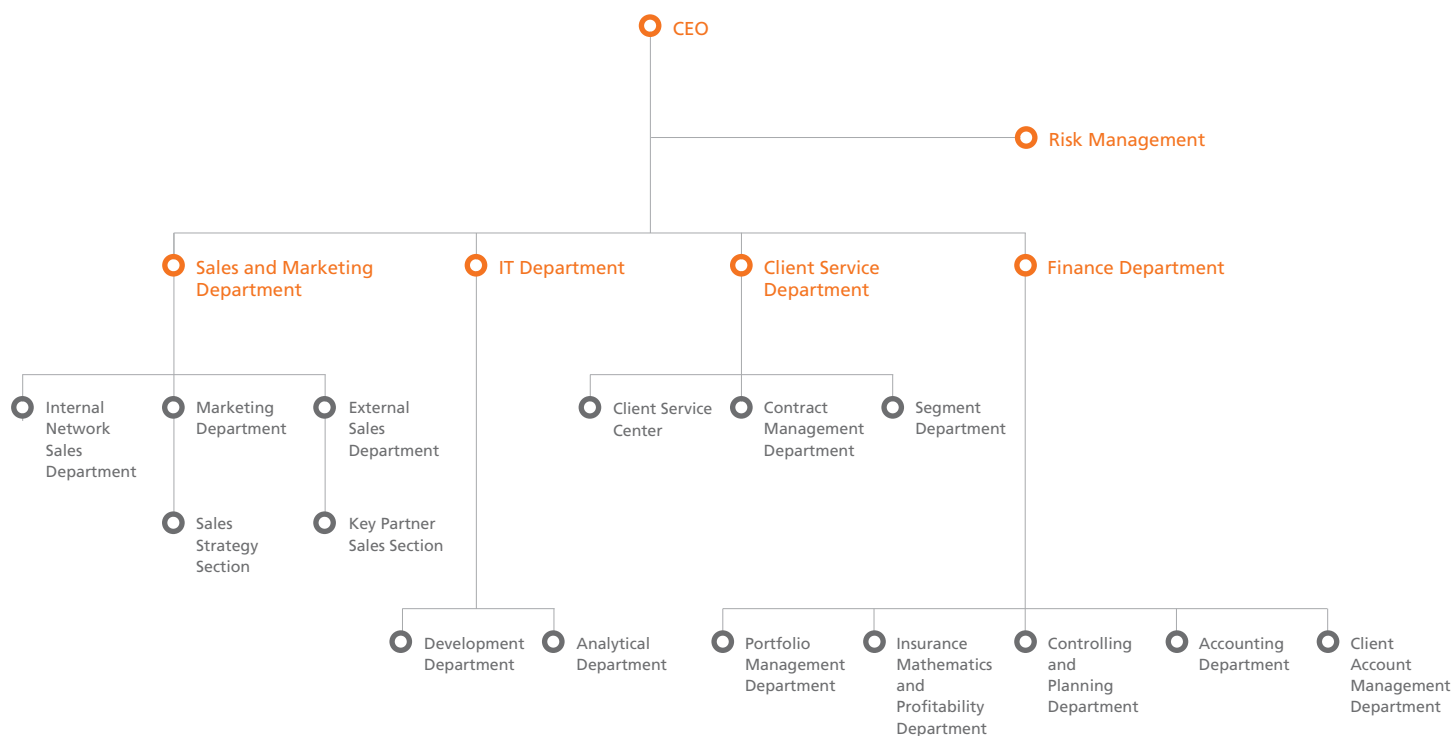 CEO
Risk Management
Sales and Marketing
Department
IT Department
Client Service
Department
Finance Department
Internal
Network
Sales
Department
Marketing
Department
External
Sales
Department
Client Service
Center
Contract
Management
Department
Segment
Department
Sales
Strategy
Section
Key Partner
Sales Section
Development
Department
Analytical
Department
Portfolio
Management
Department
Insurance
Mathematics
and
Profitability
Department
Controlling
and
Planning
Department
Accounting
Department
Client
Account
Management
Department